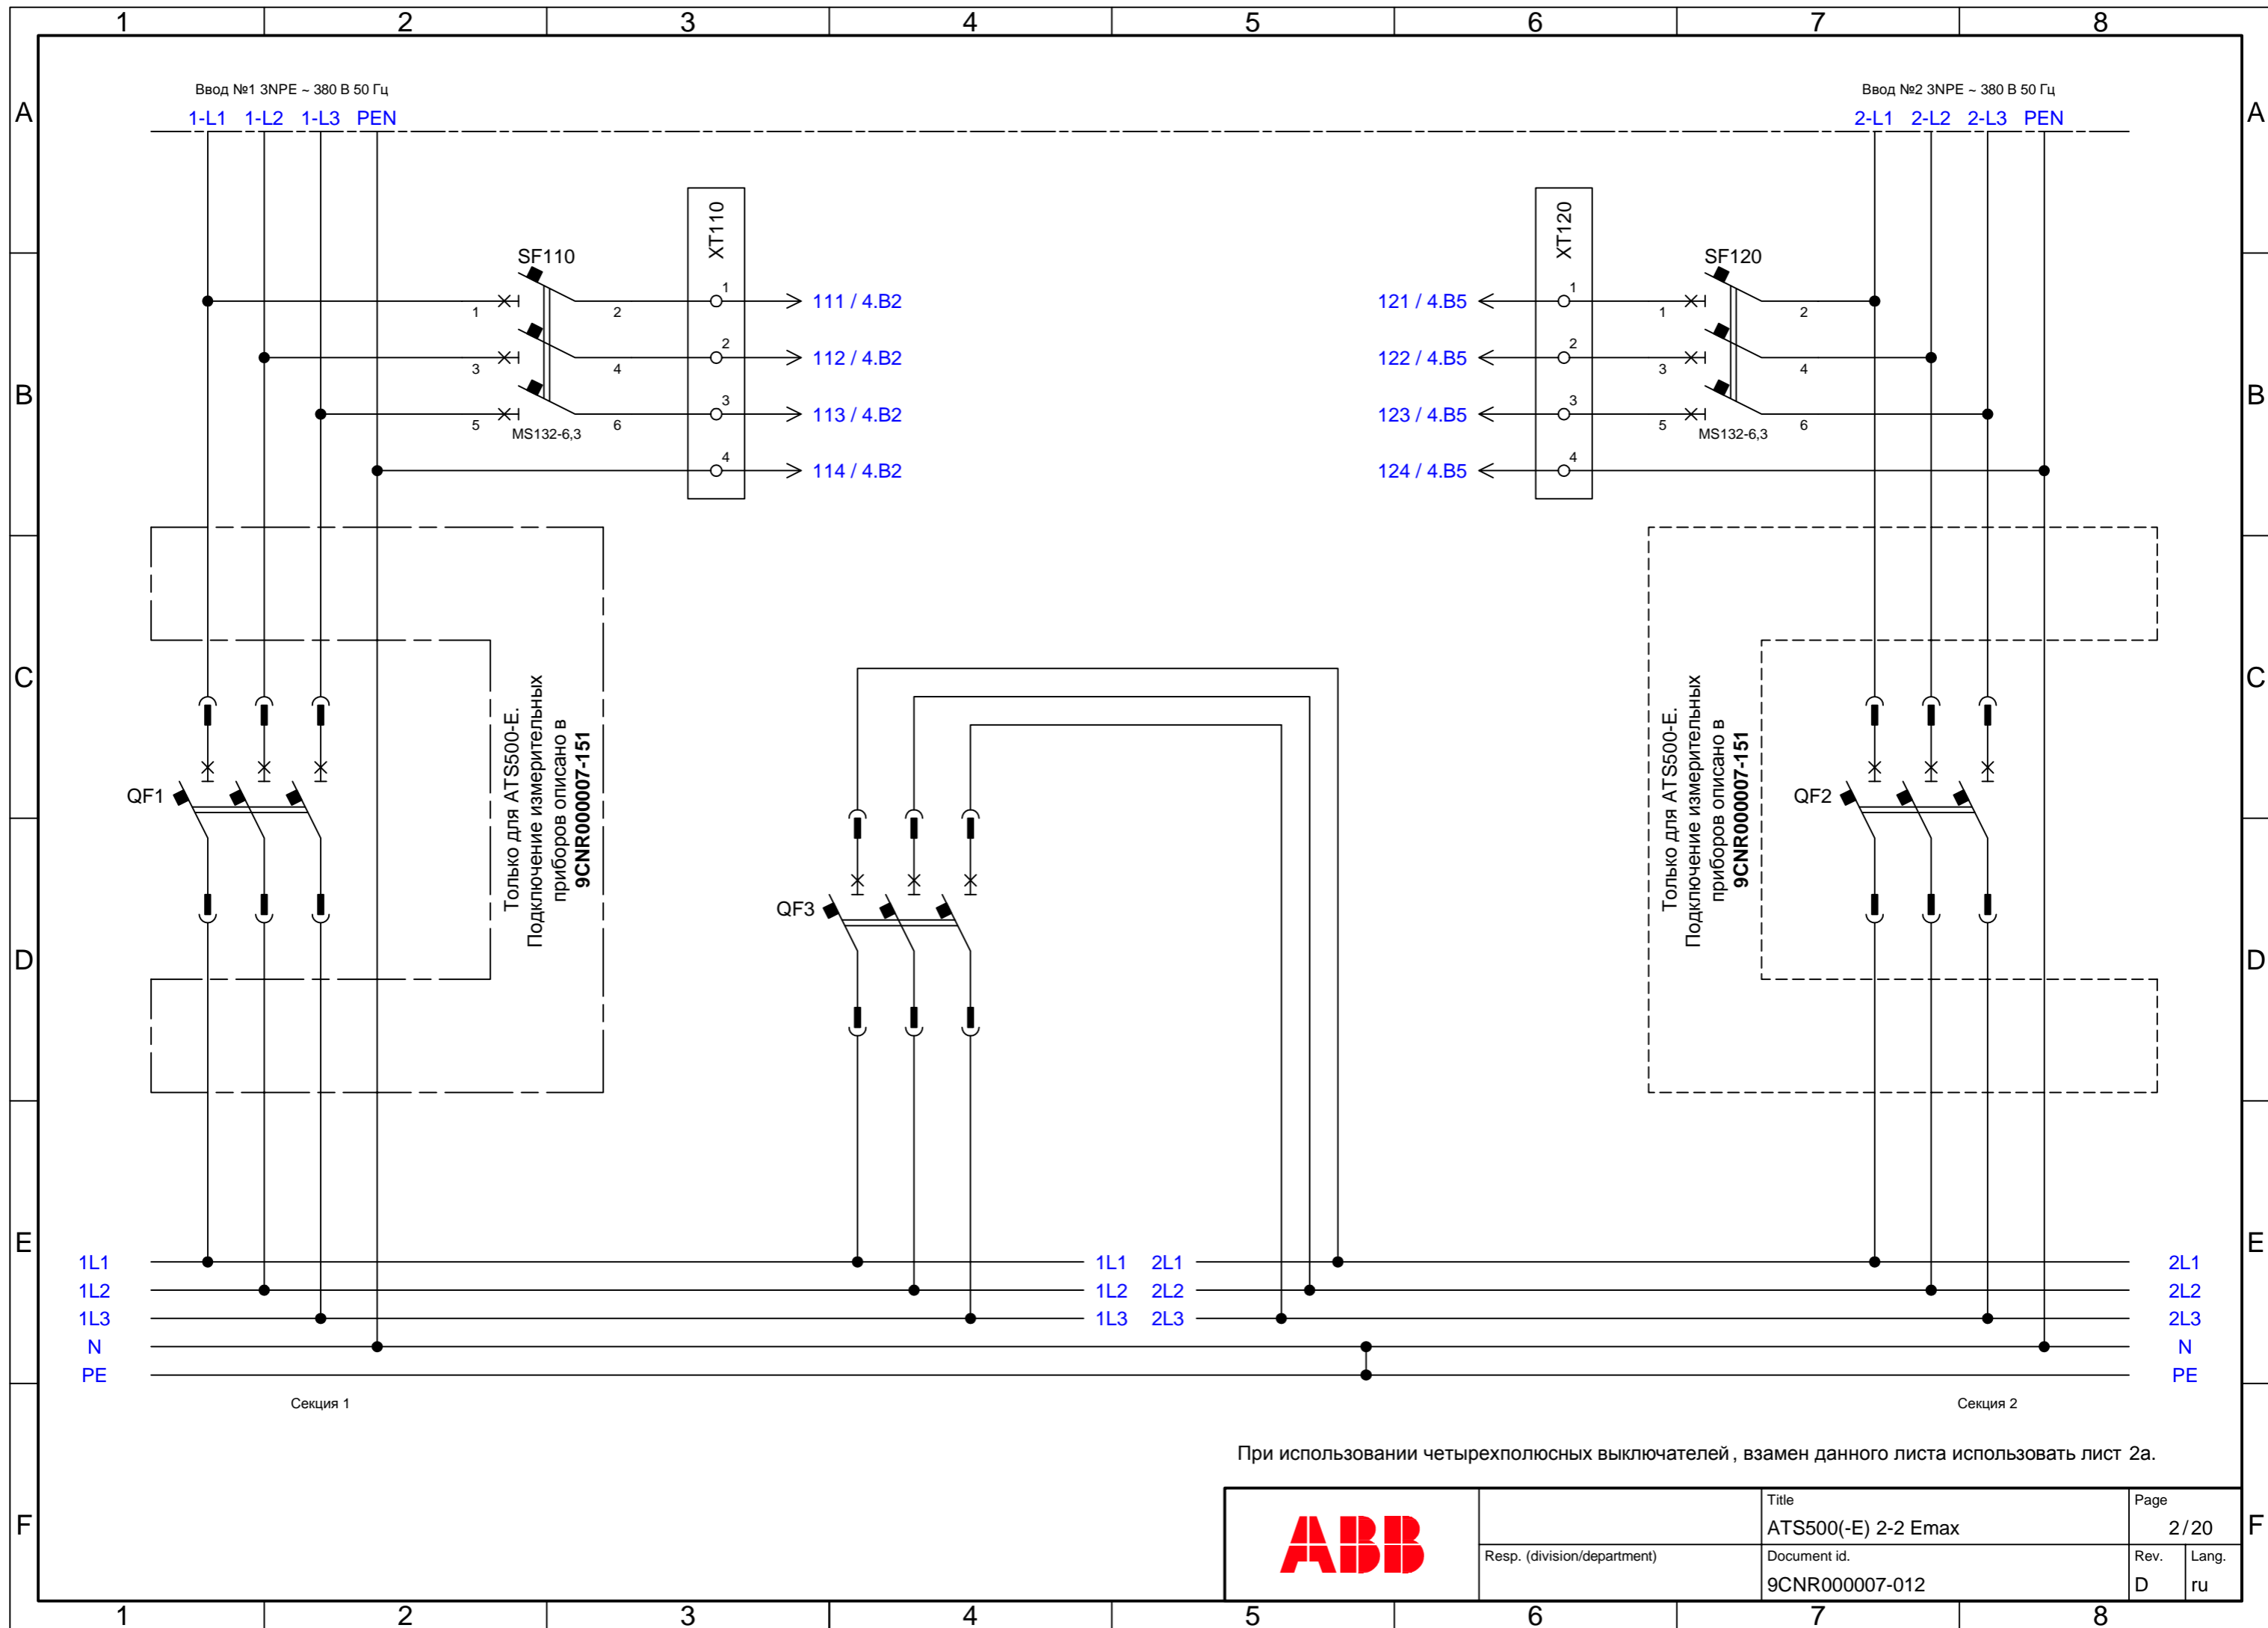 1 2 3 4 5 6 7 8
A A
Ввод №1 3NPE ~ 380 В 50 Гц
1-L1 1-L2 1-L3 PEN
Ввод №2 3NPE ~ 380 В 50 Гц
2-L1 2-L2 2-L3 PEN
XT110
XT120
SF110
SF120
1 2 1 111 / 4.B2
3 4 2 112 / 4.B2
5 6 3 113 / 4.B2
MS132-6,3
4 114 / 4.B2
121 / 4.B5 1 1 2
122 / 4.B5 2 3 4
123 / 4.B5 3 5 6
MS132-6,3
124 / 4.B5 4
B B
C C
Только для ATS500-E.
Подключение измерительных
приборов описано в
9CNR000007-151
Только для ATS500-E.
Подключение измерительных
приборов описано в
9CNR000007-151
QF1
QF2
QF3
D D
E E
1L1 1L1 2L1 2L1
1L2 1L2 2L2 2L2
1L3 1L3 2L3 2L3
N N
PE PE
Секция 1
Секция 2
При использовании четырехполюсных выключателей, взамен данного листа использовать лист 2а.
F F
ABB
Title
ATS500(-E) 2-2 Emax
Page
2/20
Resp. (division/department)
Document id.
9CNR000007-012
Rev.
D
Lang.
ru
1 2 3 4 5 6 7 8